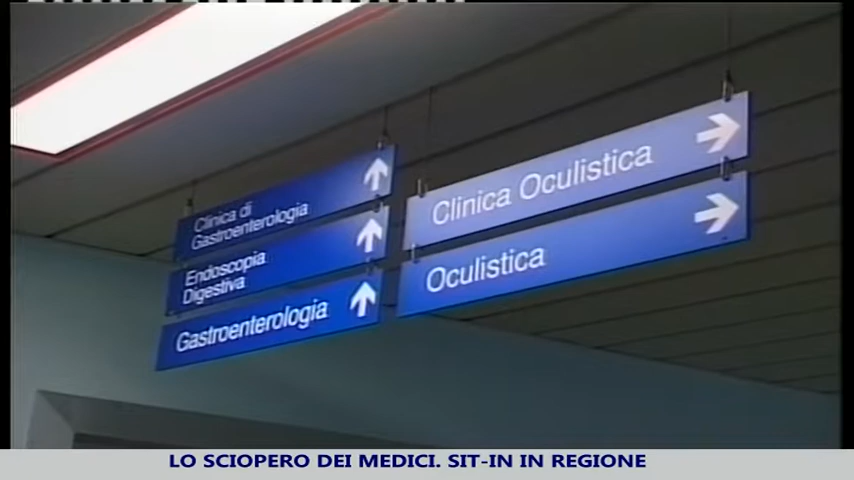 Clinica di
Gastroenterologia
Endoscopia
Digestiva
Gastroenterologia
Clinica Oculistica
Oculistica
LO SCIOPERO DEI MEDICI. SIT-IN IN REGIONE